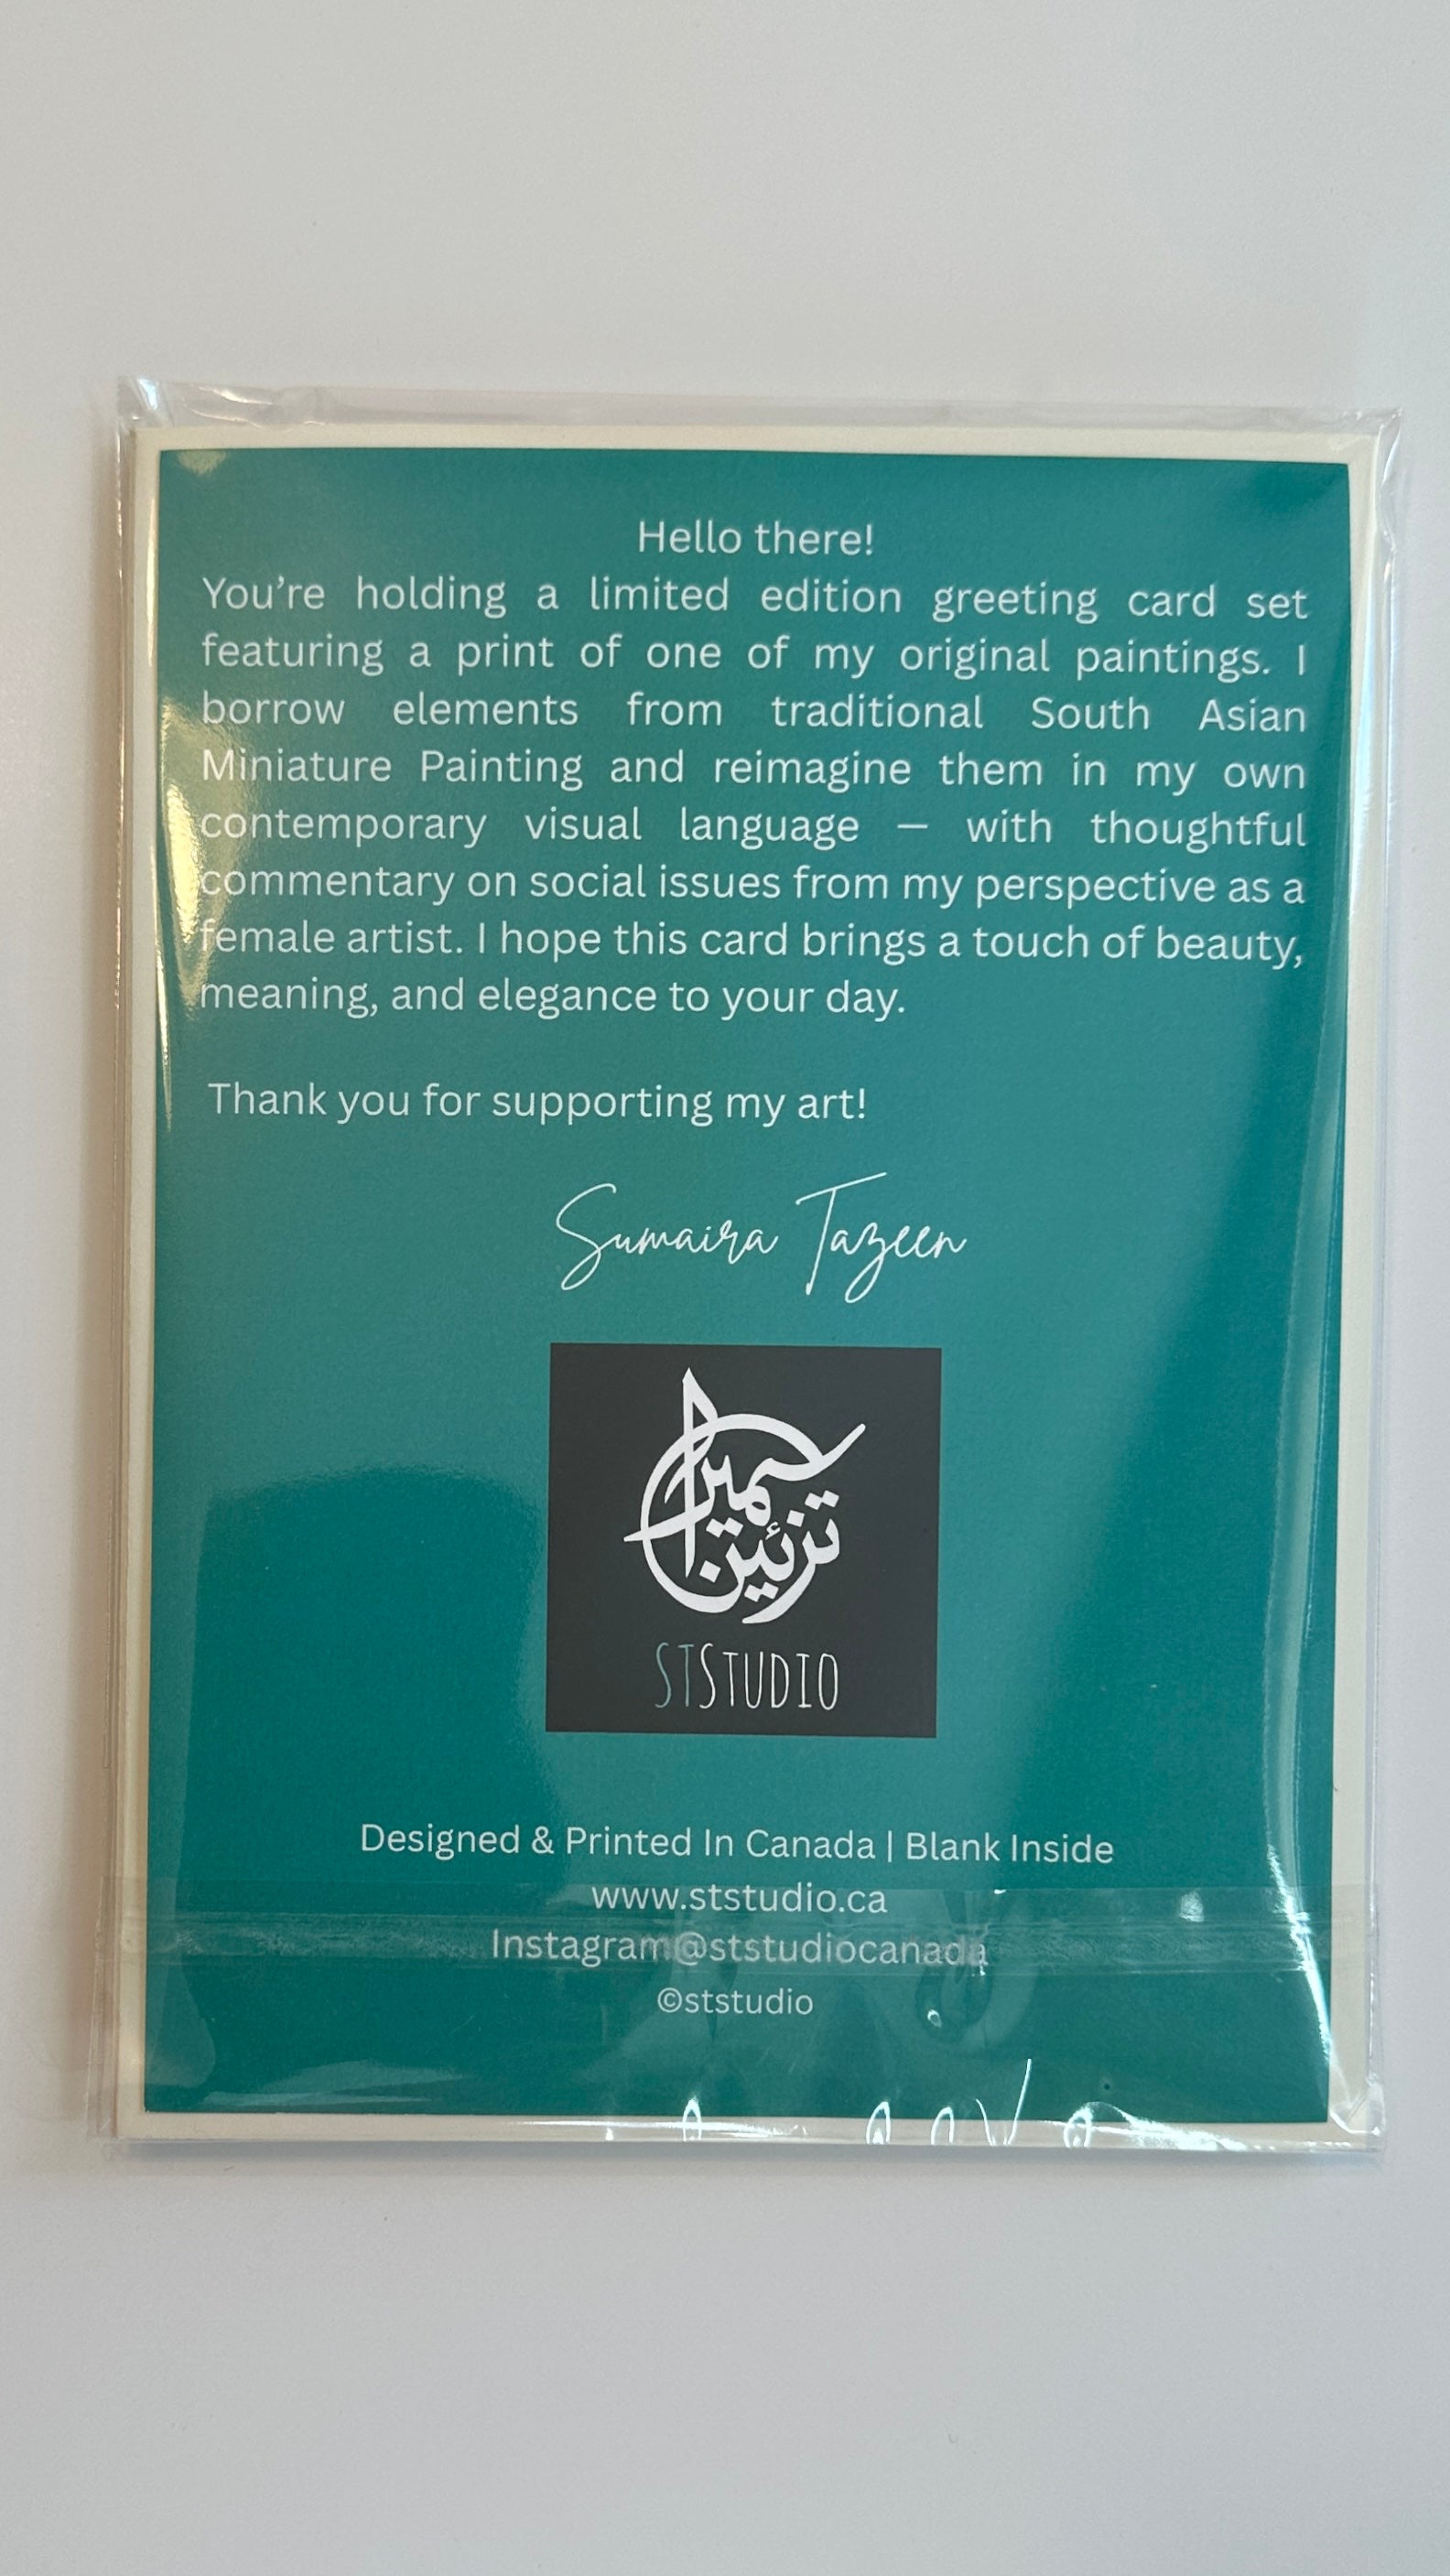 Hello there!
You’re holding a limited edition greeting card set
featuring a print of one of my original paintings. I
borrow elements from traditional South Asian
Miniature Painting and reimagine them in my own
contemporary visual language – with thoughtful
commentary on social issues from my perspective as a
female artist. I hope this card brings a touch of beauty,
meaning, and elegance to your day.
Thank you for supporting my art!
Sumaira Tazeen
سمیرا
تزئین
STSTUDIO
Designed & Printed In Canada | Blank Inside
www.ststudio.ca
Instagram@ststudiocanada
©ststudio